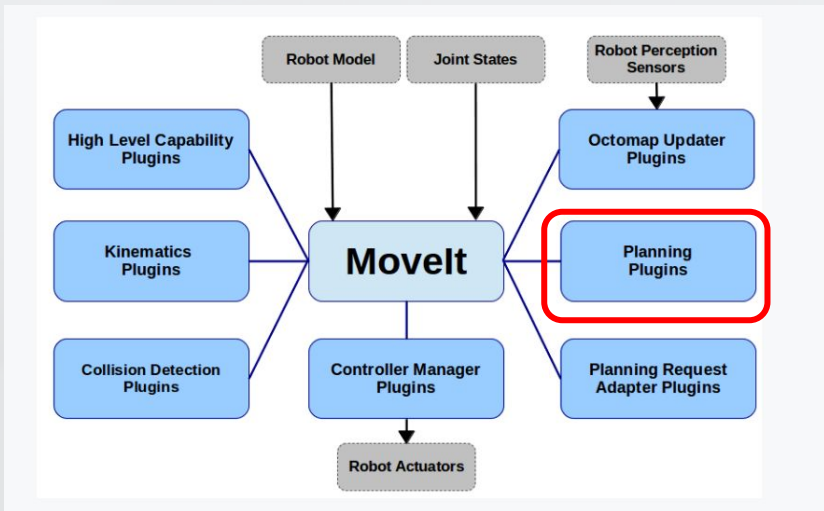 Robot Model
Joint States
Robot Perception
Sensors
High Level Capability
Plugins
Octomap Updater
Plugins
Kinematics
Plugins
MoveIt
Planning
Plugins
Collision Detection
Plugins
Controller Manager
Plugins
Planning Request
Adapter Plugins
Robot Actuators